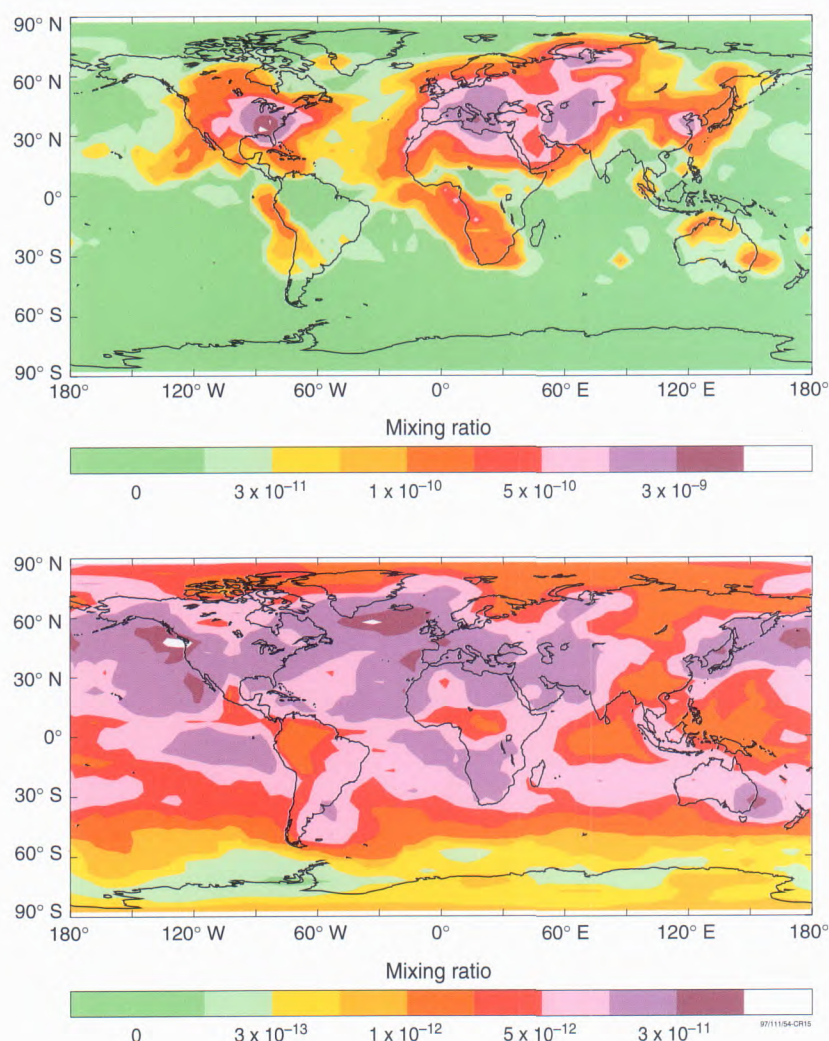 90° N
60° N
30° N
0°
30° S
60° S
90° S
180° 120° W 60° W 0° 60° E 120° E 180°
Mixing ratio
0 3 x 10⁻¹¹ 1 x 10⁻¹⁰ 5 x 10⁻¹⁰ 3 x 10⁻⁹
90° N
60° N
30° N
0°
30° S
60° S
90° S
180° 120° W 60° W 0° 60° E 120° E 180°
Mixing ratio
97/111/54-CR15
0 3 x 10⁻¹³ 1 x 10⁻¹² 5 x 10⁻¹² 3 x 10⁻¹¹